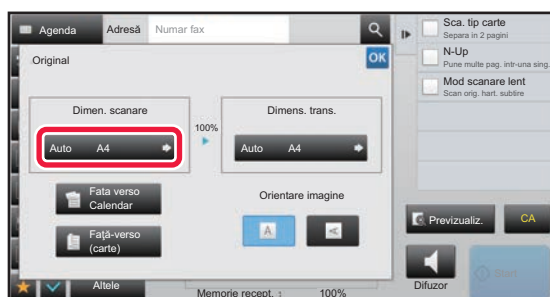 Agenda
Adresă
Numar fax
Sca. tip carte
Separa in 2 pagini
N-Up
Pune multe pag. intr-una sing.
Mod scanare lent
Scan orig. hart. subtire
Original
OK
Dimen. scanare
Auto A4
100%
Dimens. trans.
Auto A4
Fata verso
Calendar
Faţă-verso
(carte)
Orientare imagine
A
A
Previzualiz.
CA
Start
Difuzor
Altele
Memorie recept. :
100%